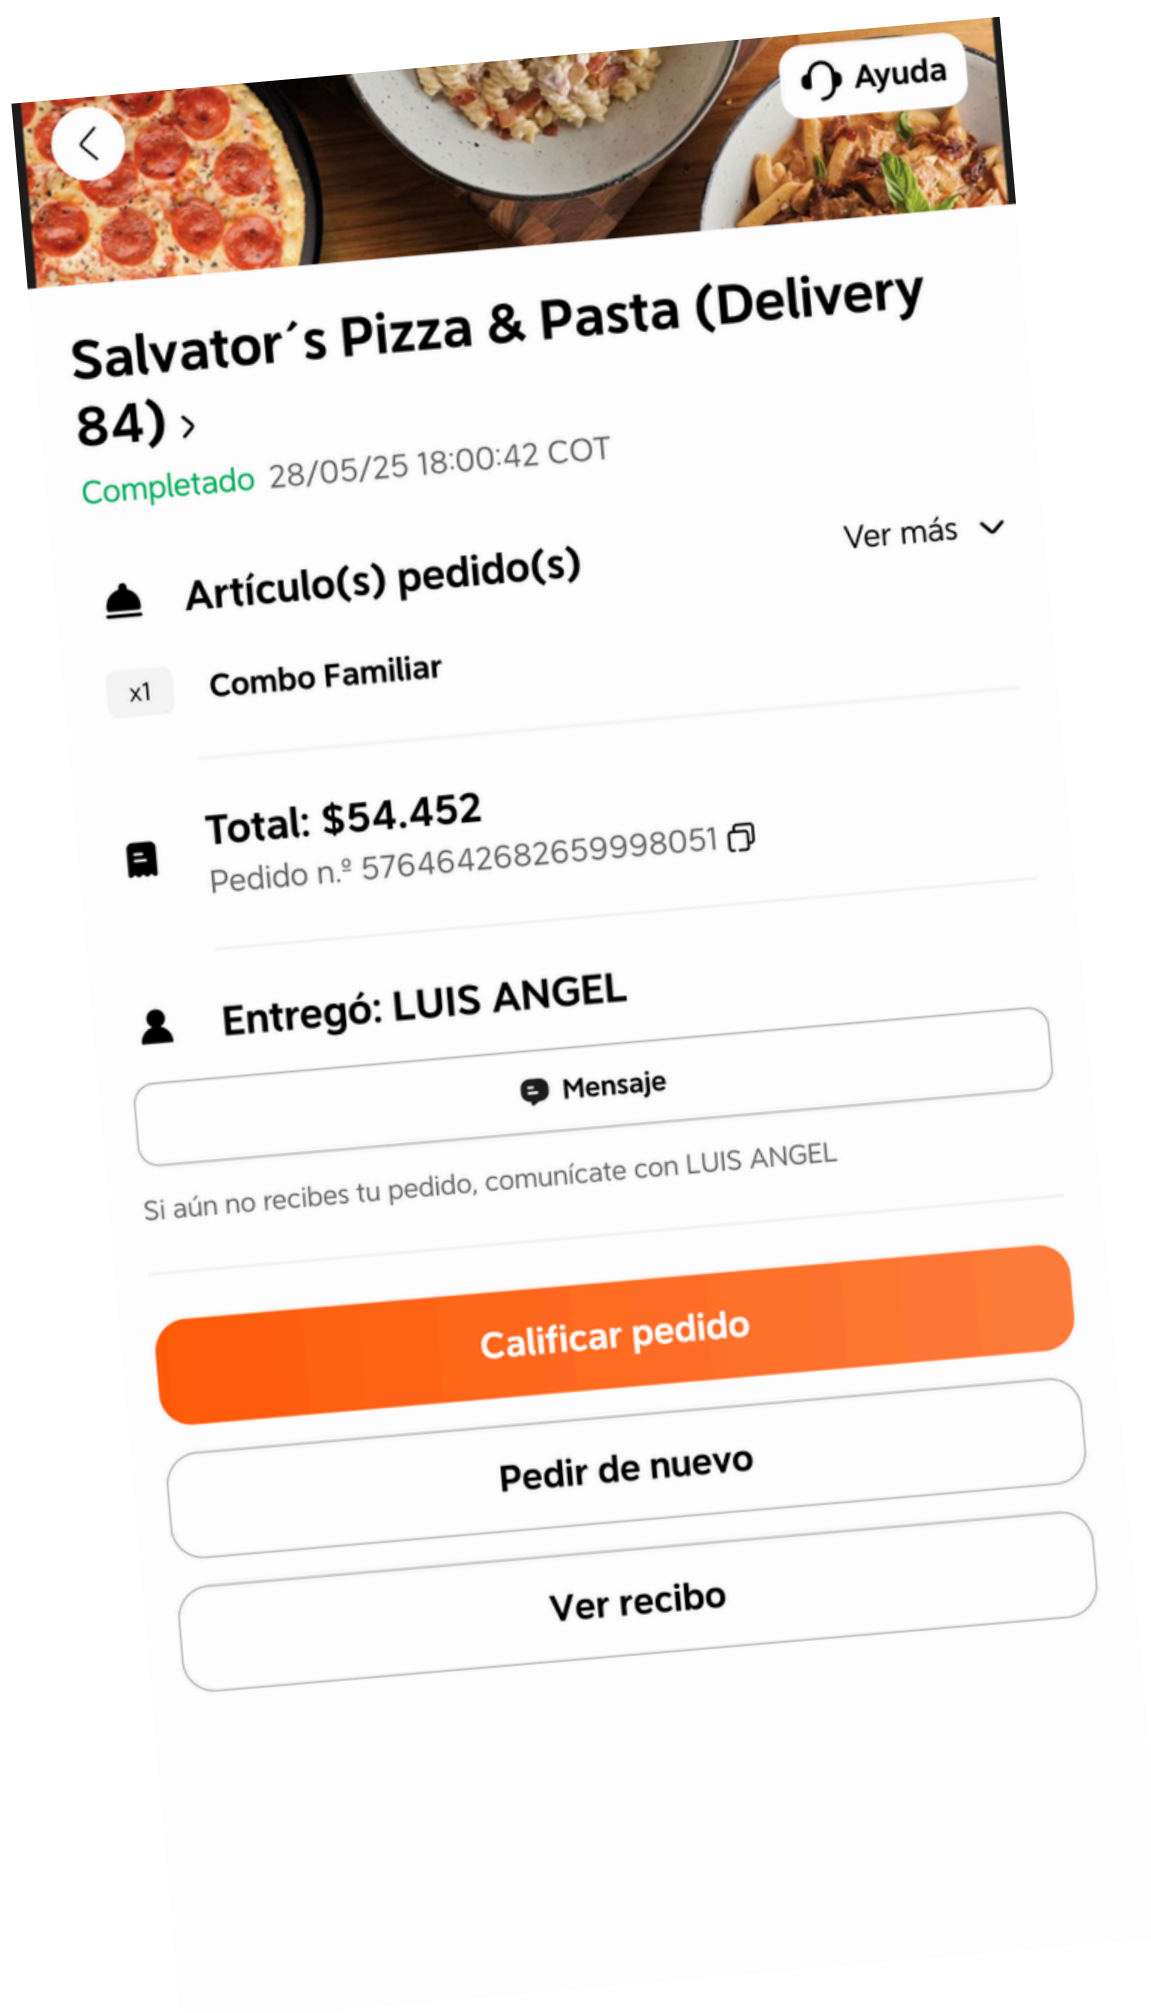 Ayuda
Salvator´s Pizza & Pasta (Delivery
84)
Completado 28/05/25 18:00:42 COT
Artículo(s) pedido(s)
Ver más
x1 Combo Familiar
Total: $54.452
Pedido n.º 5764642682659998051
Entregó: LUIS ANGEL
Mensaje
Si aún no recibes tu pedido, comunícate con LUIS ANGEL
Calificar pedido
Pedir de nuevo
Ver recibo